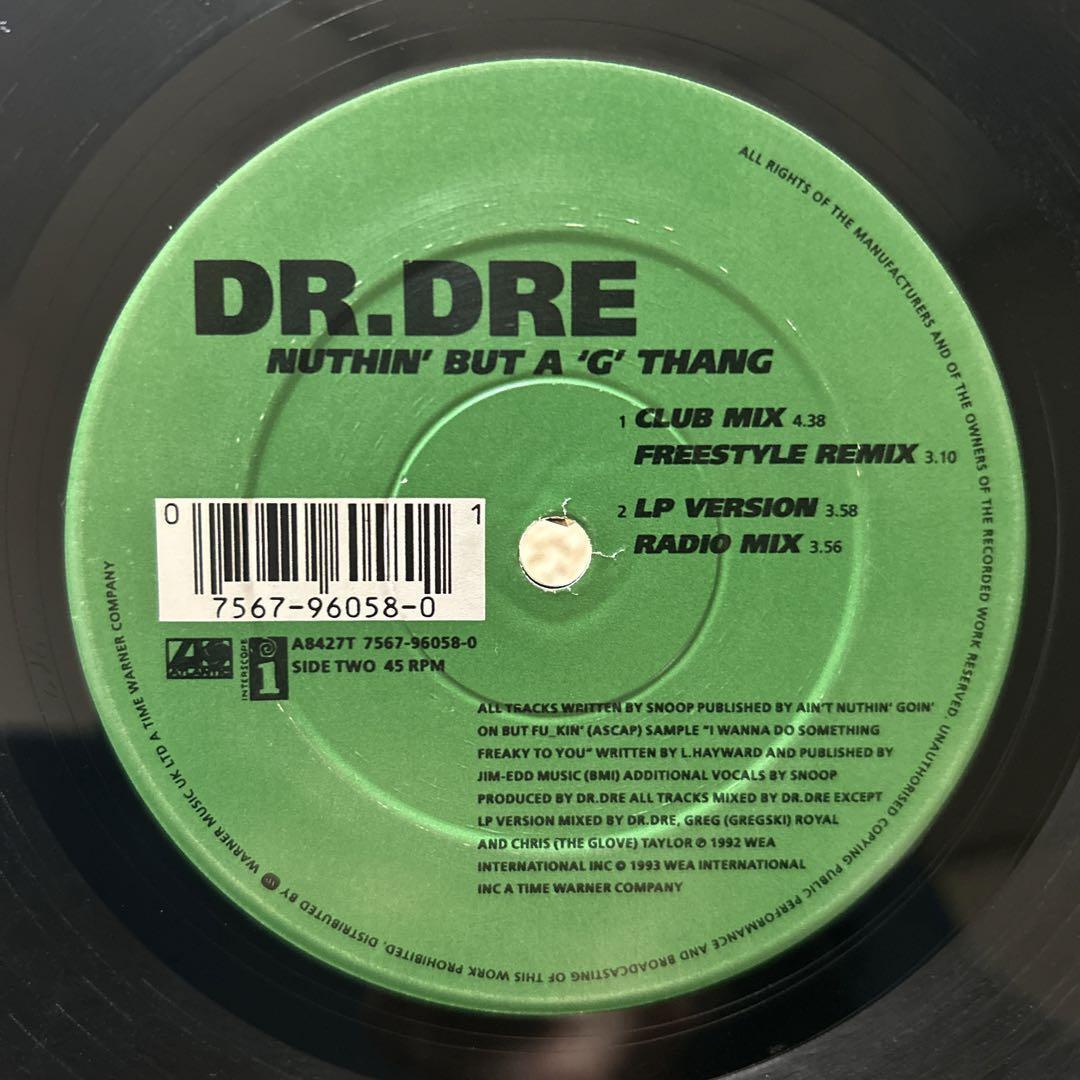 DR.DRE
NUTHIN' BUT A 'G' THANG
1 CLUB MIX 4.38
FREESTYLE REMIX 3.10
2 LP VERSION 3.58
RADIO MIX 3.56
0 1
7567-96058-0
ATLANTIC
INTERSCOPE
i
A8427T 7567-96058-0
SIDE TWO 45 RPM
ALL TRACKS WRITTEN BY SNOOP PUBLISHED BY AIN'T NUTHIN' GOIN'
ON BUT FU_KIN' (ASCAP) SAMPLE "I WANNA DO SOMETHING
FREAKY TO YOU" WRITTEN BY L.HAYWARD AND PUBLISHED BY
JIM-EDD MUSIC (BMI) ADDITIONAL VOCALS BY SNOOP
PRODUCED BY DR.DRE ALL TRACKS MIXED BY DR.DRE EXCEPT
LP VERSION MIXED BY DR.DRE, GREG (GREGSKI) ROYAL
AND CHRIS (THE GLOVE) TAYLOR ℗ 1992 WEA
INTERNATIONAL INC © 1993 WEA INTERNATIONAL
INC A TIME WARNER COMPANY
ALL RIGHTS OF THE MANUFACTURERS AND OF THE OWNERS OF THE RECORDED WORK RESERVED. UNAUTHORISED COPYING PUBLIC PERFORMANCE AND BROADCASTING OF THIS WORK PROHIBITED. DISTRIBUTED BY WARNER MUSIC UK LTD A TIME WARNER COMPANY